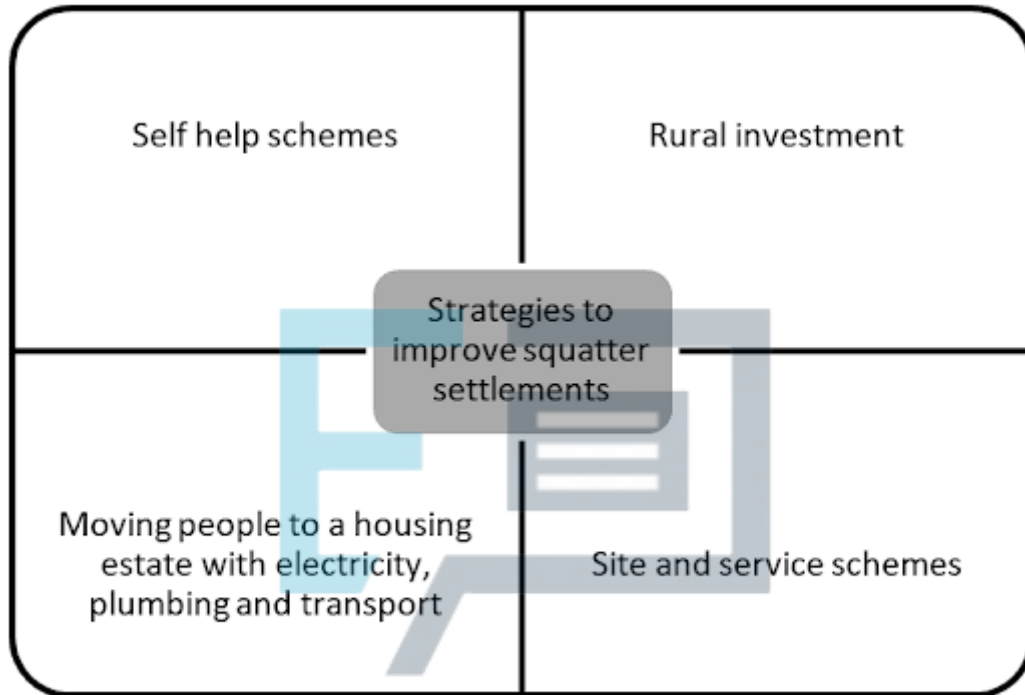 Self help schemes
Rural investment
Strategies to
improve squatter
settlements
Moving people to a housing
estate with electricity,
plumbing and transport
Site and service schemes